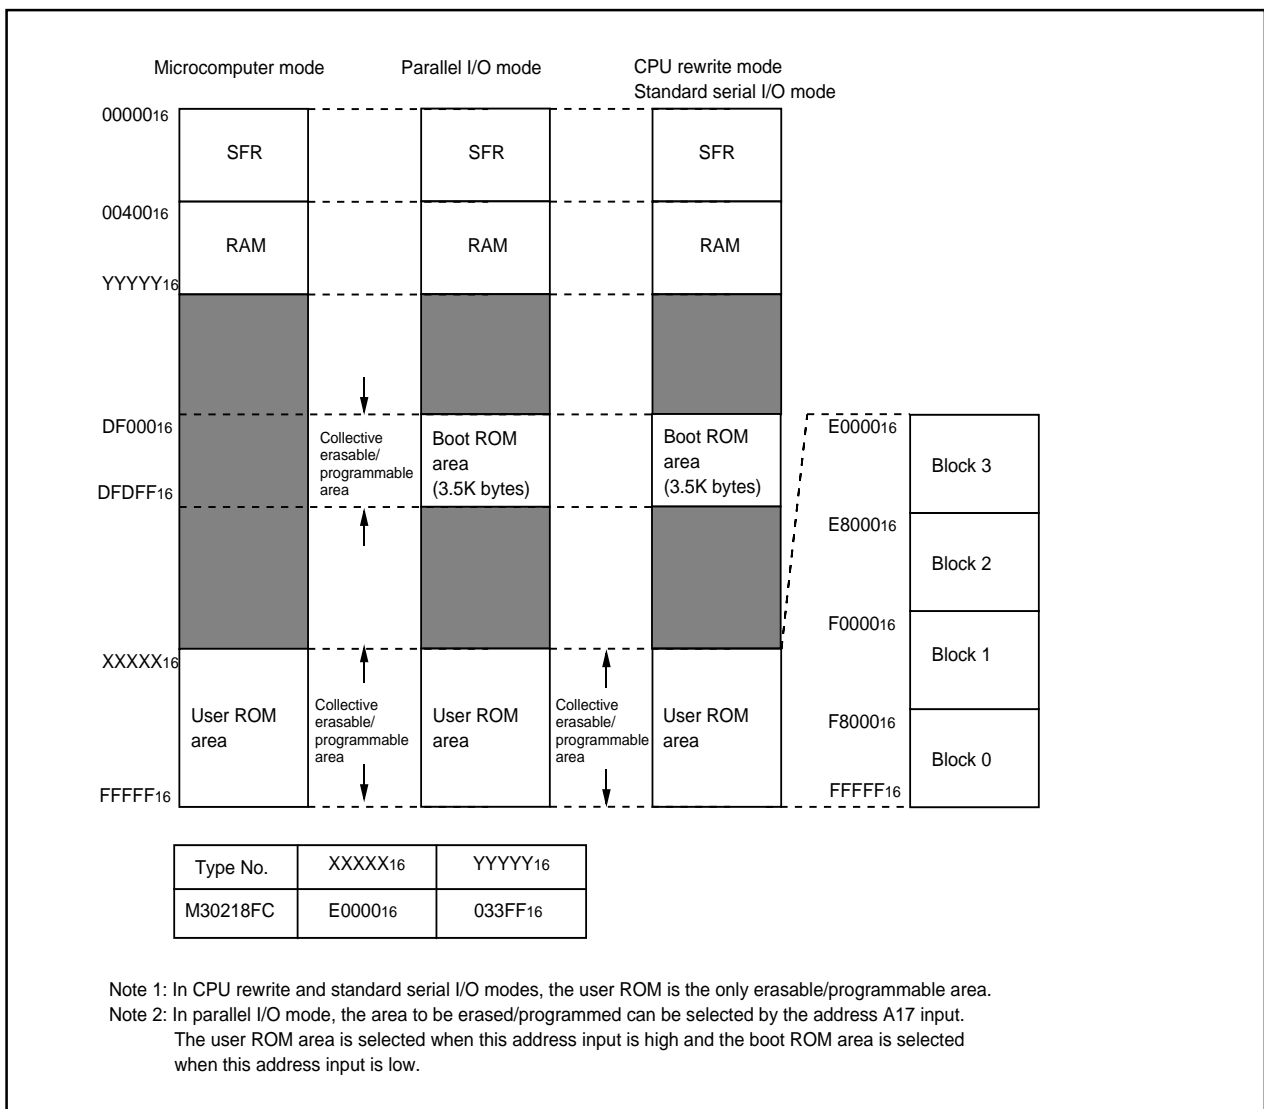 Microcomputer mode
Parallel I/O mode
CPU rewrite mode
Standard serial I/O mode
0000016
SFR
SFR
SFR
0040016
RAM
RAM
RAM
YYYYY16
DF00016
Collective
erasable/
programmable
area
Boot ROM
area
(3.5K bytes)
Boot ROM
area
(3.5K bytes)
DFDFF16
E000016
Block 3
E800016
Block 2
F000016
Block 1
F800016
Block 0
FFFFF16
XXXXX16
User ROM
area
Collective
erasable/
programmable
area
User ROM
area
Collective
erasable/
programmable
area
User ROM
area
FFFFF16
Type No. XXXXX16 YYYYY16
M30218FC E000016 033FF16
Note 1: In CPU rewrite and standard serial I/O modes, the user ROM is the only erasable/programmable area.
Note 2: In parallel I/O mode, the area to be erased/programmed can be selected by the address A17 input.
The user ROM area is selected when this address input is high and the boot ROM area is selected
when this address input is low.